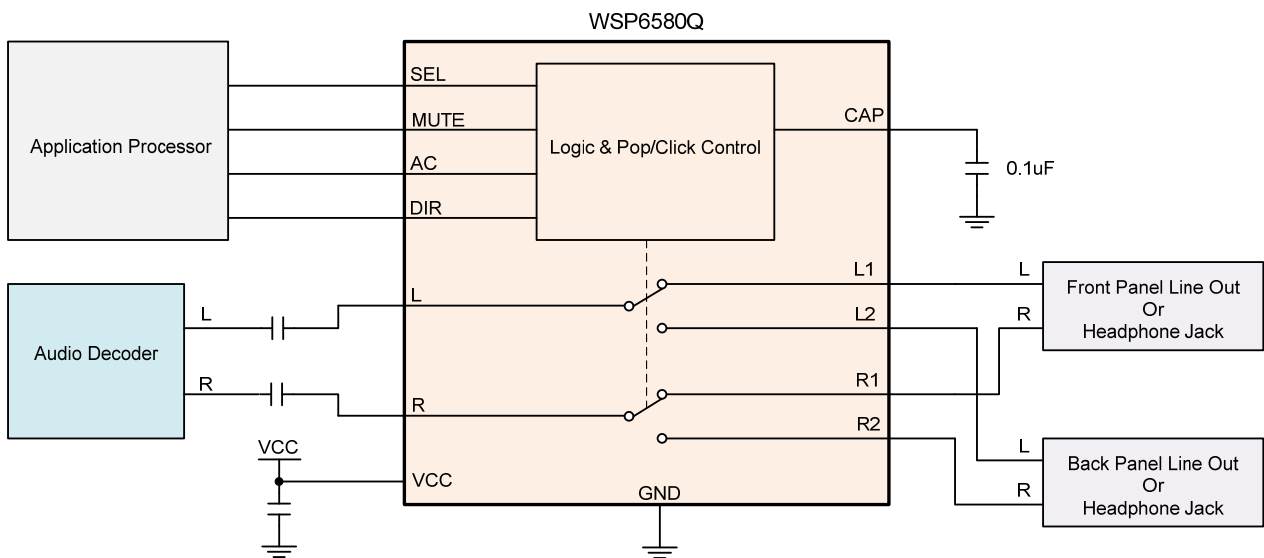 WSP6580Q
Application Processor
SEL
MUTE
AC
DIR
Logic & Pop/Click Control
CAP
0.1uF
Audio Decoder
L
R
L
R
VCC
VCC
GND
L1
L2
R1
R2
L
R
Front Panel Line Out
Or
Headphone Jack
L
R
Back Panel Line Out
Or
Headphone Jack